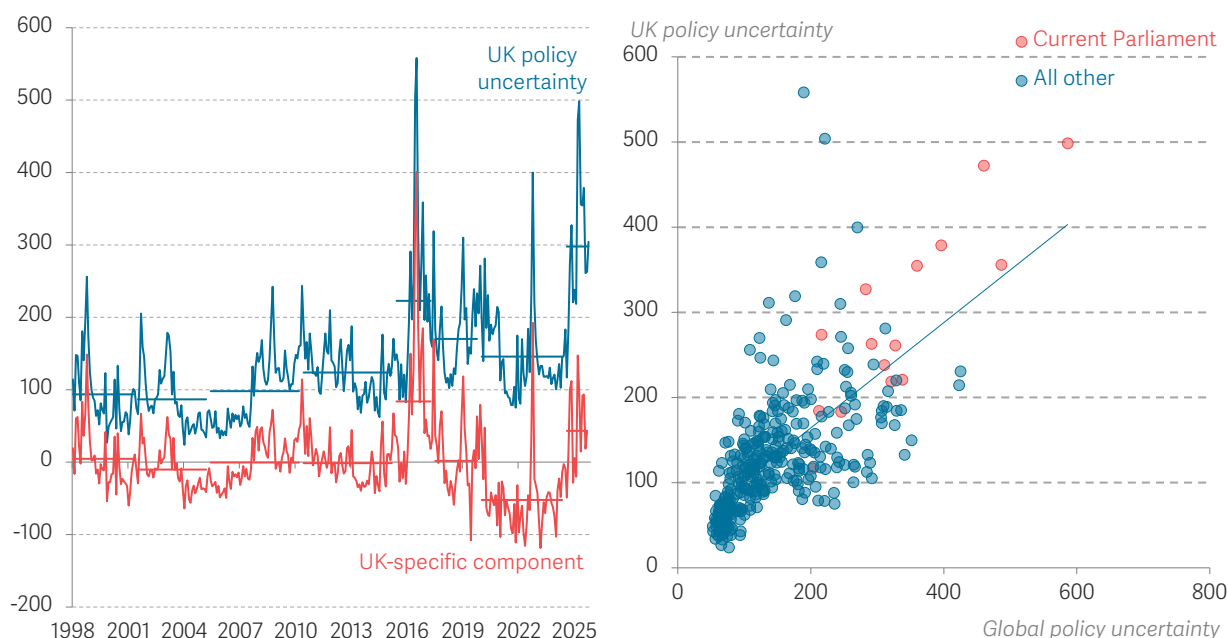 600
500
400
300
200
100
0
-100
-200
1998 2001 2004 2007 2010 2013 2016 2019 2022 2025
UK policy
uncertainty
UK-specific component
UK policy uncertainty
Current Parliament
All other
600
500
400
300
200
100
0
0 200 400 600 800
Global policy uncertainty